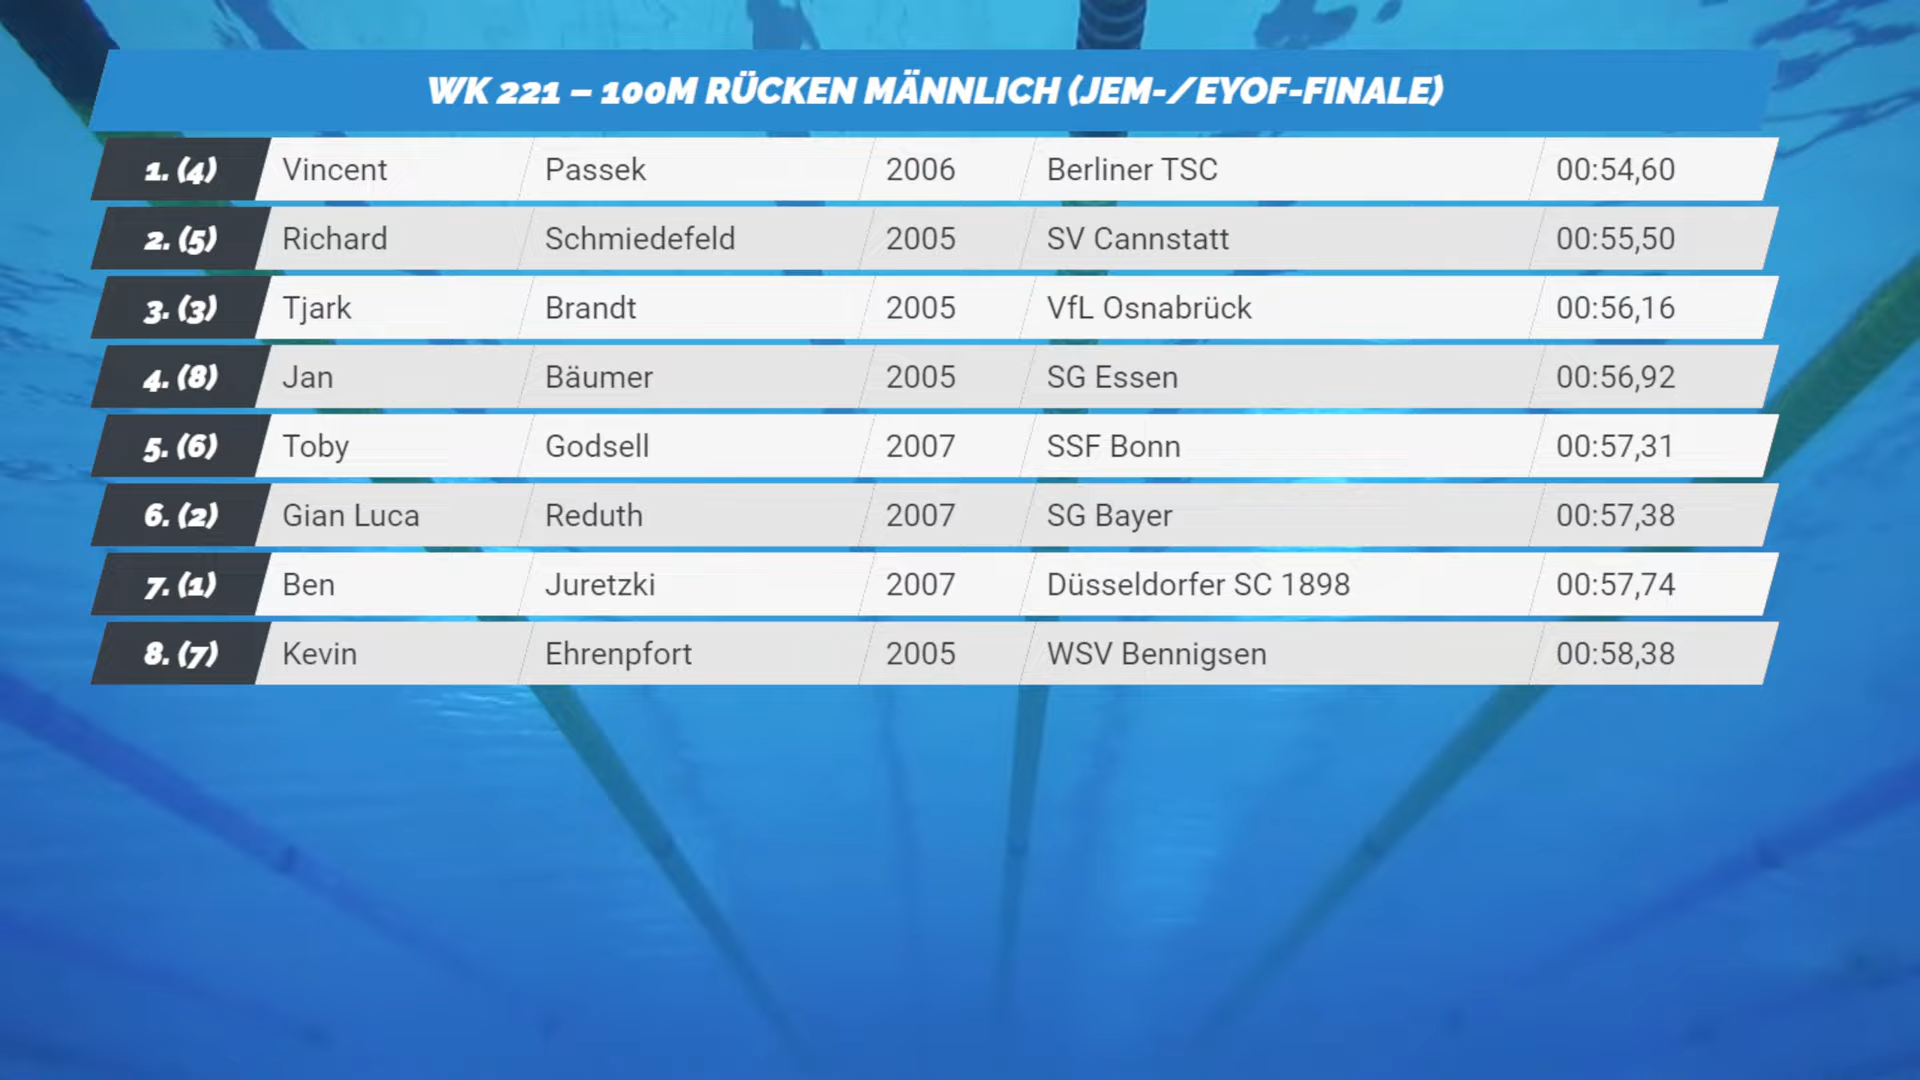 WK 221 – 100M RÜCKEN MÄNNLICH (JEM-/EYOF-FINALE)
1. (4) Vincent Passek 2006 Berliner TSC 00:54,60
2. (5) Richard Schmiedefeld 2005 SV Cannstatt 00:55,50
3. (3) Tjark Brandt 2005 VfL Osnabrück 00:56,16
4. (8) Jan Bäumer 2005 SG Essen 00:56,92
5. (6) Toby Godsell 2007 SSF Bonn 00:57,31
6. (2) Gian Luca Reduth 2007 SG Bayer 00:57,38
7. (1) Ben Juretzki 2007 Düsseldorfer SC 1898 00:57,74
8. (7) Kevin Ehrenpfort 2005 WSV Bennigsen 00:58,38